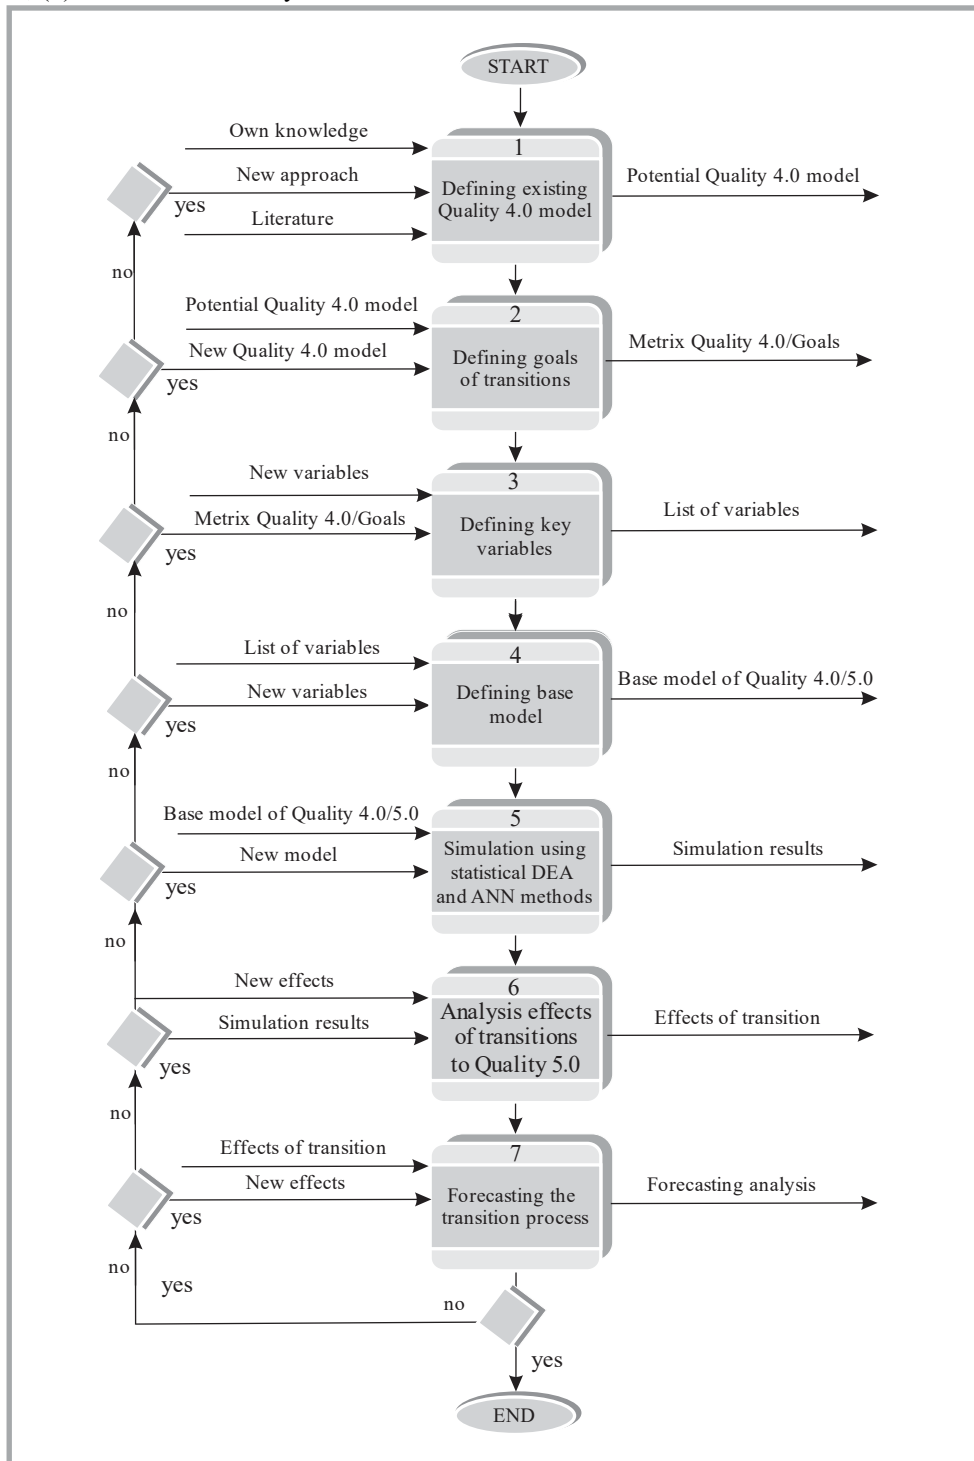 START
Own knowledge
1
New approach
Defining existing
Quality 4.0 model
Potential Quality 4.0 model
yes
Literature
no
Potential Quality 4.0 model
2
New Quality 4.0 model
Defining goals
of transitions
Metrix Quality 4.0/Goals
yes
no
New variables
3
Metrix Quality 4.0/Goals
Defining key
variables
List of variables
yes
no
List of variables
4
New variables
Defining base
model
Base model of Quality 4.0/5.0
yes
no
Base model of Quality 4.0/5.0
5
New model
Simulation using
statistical DEA
and ANN methods
Simulation results
yes
no
New effects
6
Simulation results
Analysis effects
of transitions
to Quality 5.0
Effects of transition
yes
no
Effects of transition
7
New effects
Forecasting the
transition process
Forecasting analysis
yes
no
yes
no
yes
END